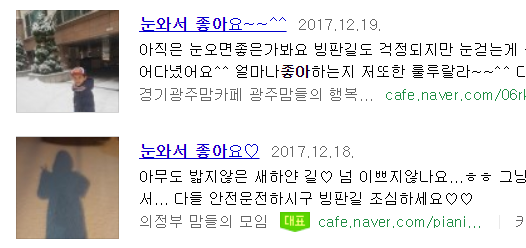 눈와서 좋아요~~^^ 2017.12.19.
아직은 눈오면좋은가봐요 빙판길도 걱정되지만 눈걷는게
어다녔어요^^ 얼마나좋아하는지 저또한 룰루랄라~~^^
경기광주맘카페 광주맘들의 행복... cafe.naver.com/06rk
눈와서 좋아요♡ 2017.12.18.
아무도 밟지않은 새하얀 길♡ 넘 이쁘지않나요...ㅎㅎ 그냥
서... 다들 안전운전하시구 빙판길 조심하세요♡♡
의정부 맘들의 모임 대표 cafe.naver.com/piani...